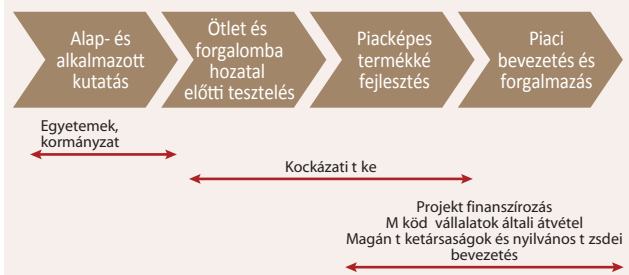 Alap- és
alkalmazott
kutatás
Ötlet és
forgalomba
hozatal
előtti tesztelés
Piacképes
termékké
fejlesztés
Piaci
bevezetés és
forgalmazás
Egyetemek,
kormányzat
Kockázati t ke
Projekt finanszírozás
M köd vállalatok általi átvétel
Magán t ketársaságok és nyilvános t zsdei
bevezetés